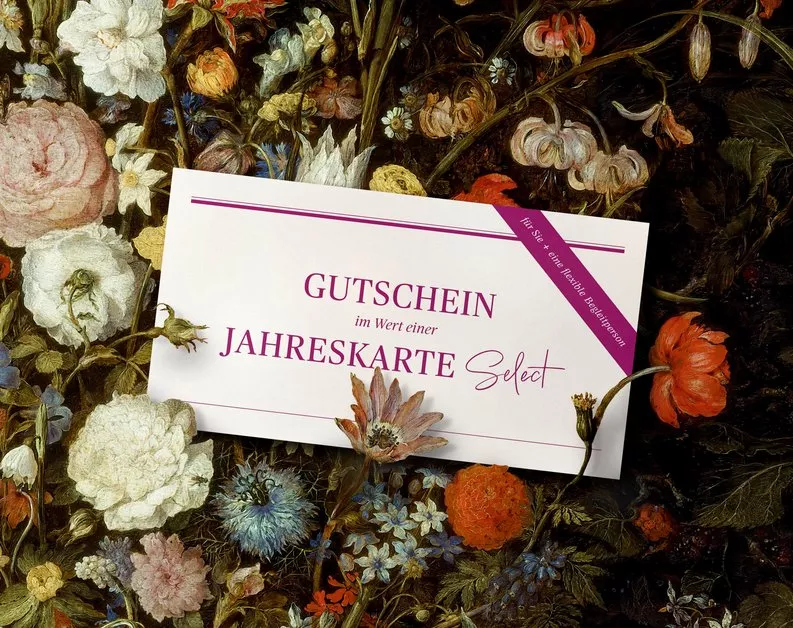 für Sie + eine flexible Begleitperson
GUTSCHEIN
im Wert einer
JAHRESKARTE Select